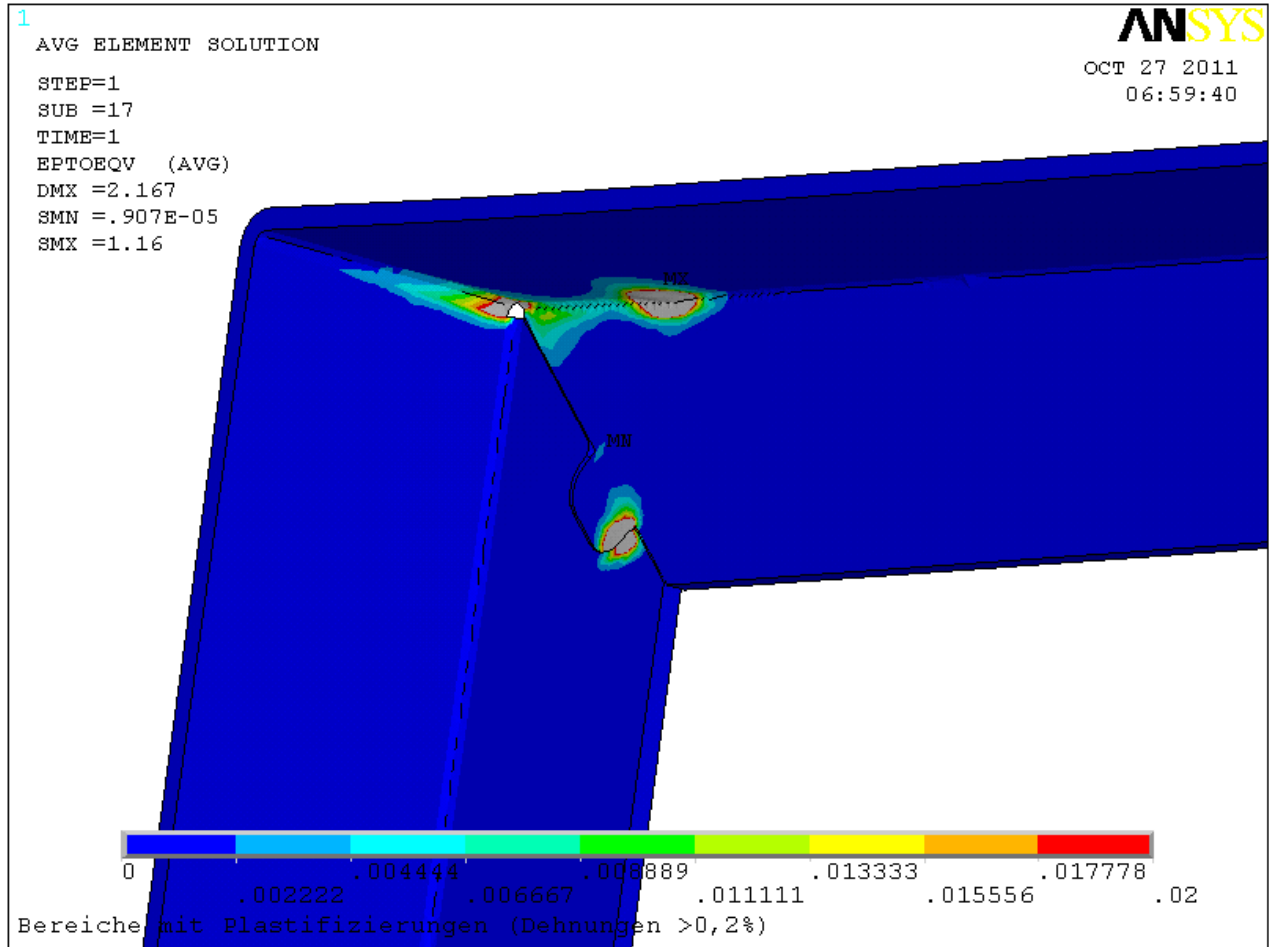 1
ANSYS
AVG ELEMENT SOLUTION
OCT 27 2011
06:59:40
STEP=1
SUB =17
TIME=1
EPTOEQV (AVG)
DMX =2.167
SMN =.907E-05
SMX =1.16
MX
MN
0 .004444 .008889 .013333 .017778
.002222 .006667 .011111 .015556 .02
Bereiche mit Plastifizierungen (Dehnungen >0,2%)